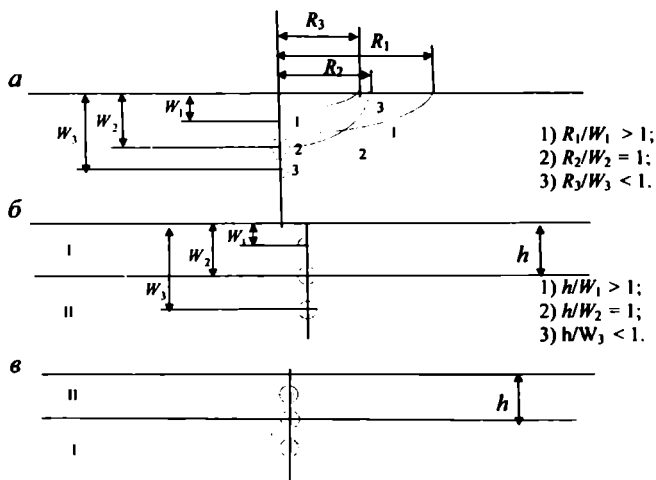 R₃
R₁
R₂
а
W₁
W₂
W₃
1
2
3
3
1
2
1) R₁/W₁ > 1;
2) R₂/W₂ = 1;
3) R₃/W₃ < 1.
б
I
II
W₁
W₂
W₃
h
1) h/W₁ > 1;
2) h/W₂ = 1;
3) h/W₃ < 1.
в
II
I
h